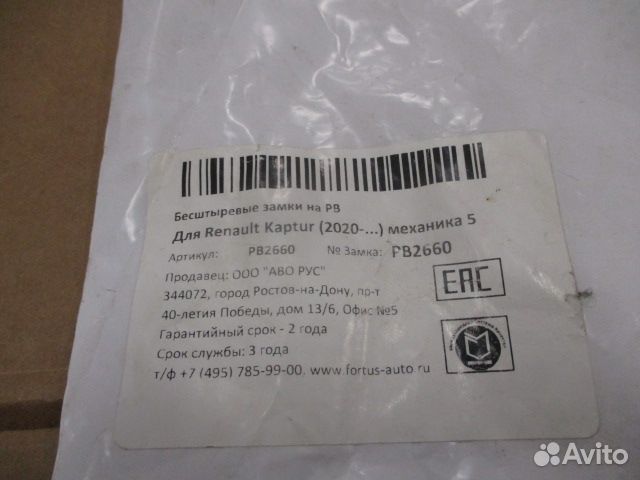 Бесштыревые замки на РВ
Для Renault Kaptur (2020-...) механика 5
Артикул: PB2660 № Замка: PB2660
Продавец: ООО "АВО РУС"
344072, город Ростов-на-Дону, пр-т
40-летия Победы, дом 13/6, Офис №5
Гарантийный срок - 2 года
Срок службы: 3 года
т/ф +7 (495) 785-99-00. www.fortus-auto.ru
EAC
Avito